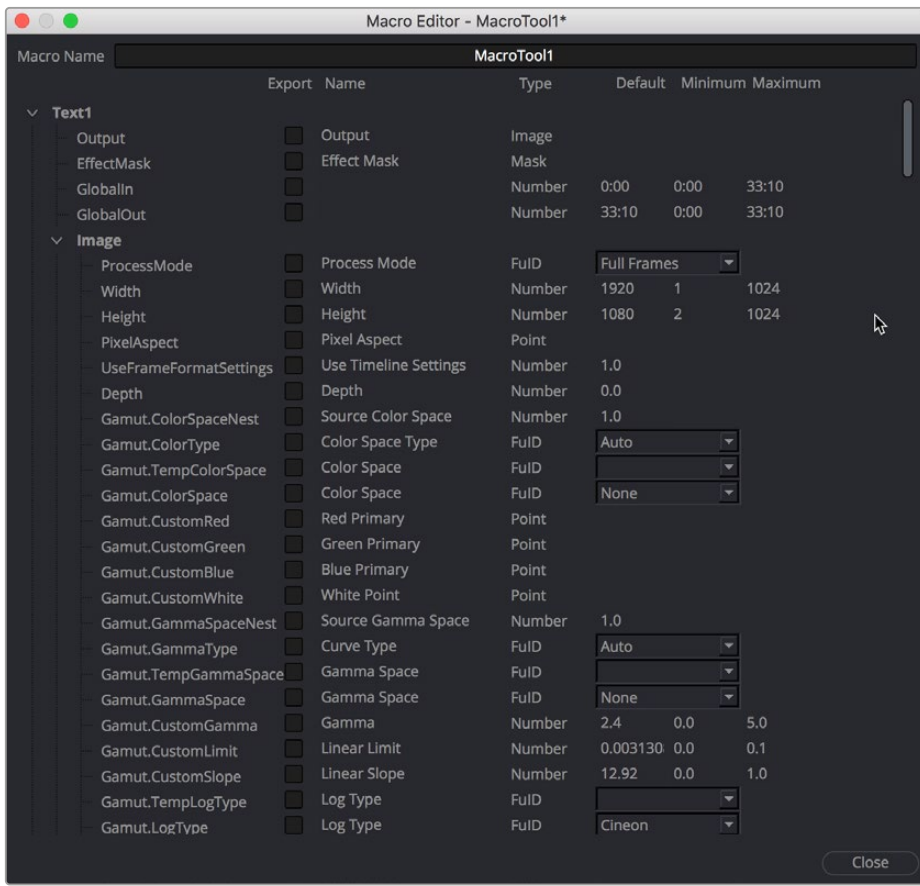 Macro Editor - MacroTool1*
Macro Name MacroTool1
Export Name Type Default Minimum Maximum
Text1
Output Output Image
EffectMask Effect Mask Mask
GlobalIn Number 0:00 0:00 33:10
GlobalOut Number 33:10 0:00 33:10
Image
ProcessMode Process Mode FuID Full Frames
Width Width Number 1920 1 1024
Height Height Number 1080 2 1024
PixelAspect Pixel Aspect Point
UseFrameFormatSettings Use Timeline Settings Number 1.0
Depth Depth Number 0.0
Gamut.ColorSpaceNest Source Color Space Number 1.0
Gamut.ColorType Color Space Type FuID Auto
Gamut.TempColorSpace Color Space FuID
Gamut.ColorSpace Color Space FuID None
Gamut.CustomRed Red Primary Point
Gamut.CustomGreen Green Primary Point
Gamut.CustomBlue Blue Primary Point
Gamut.CustomWhite White Point Point
Gamut.GammaSpaceNest Source Gamma Space Number 1.0
Gamut.GammaType Curve Type FuID Auto
Gamut.TempGammaSpace Gamma Space FuID
Gamut.GammaSpace Gamma Space FuID None
Gamut.CustomGamma Gamma Number 2.4 0.0 5.0
Gamut.CustomLimit Linear Limit Number 0.003130 0.0 0.1
Gamut.CustomSlope Linear Slope Number 12.92 0.0 1.0
Gamut.TempLogType Log Type FuID
Gamut.LogType Log Type FuID Cineon
Close